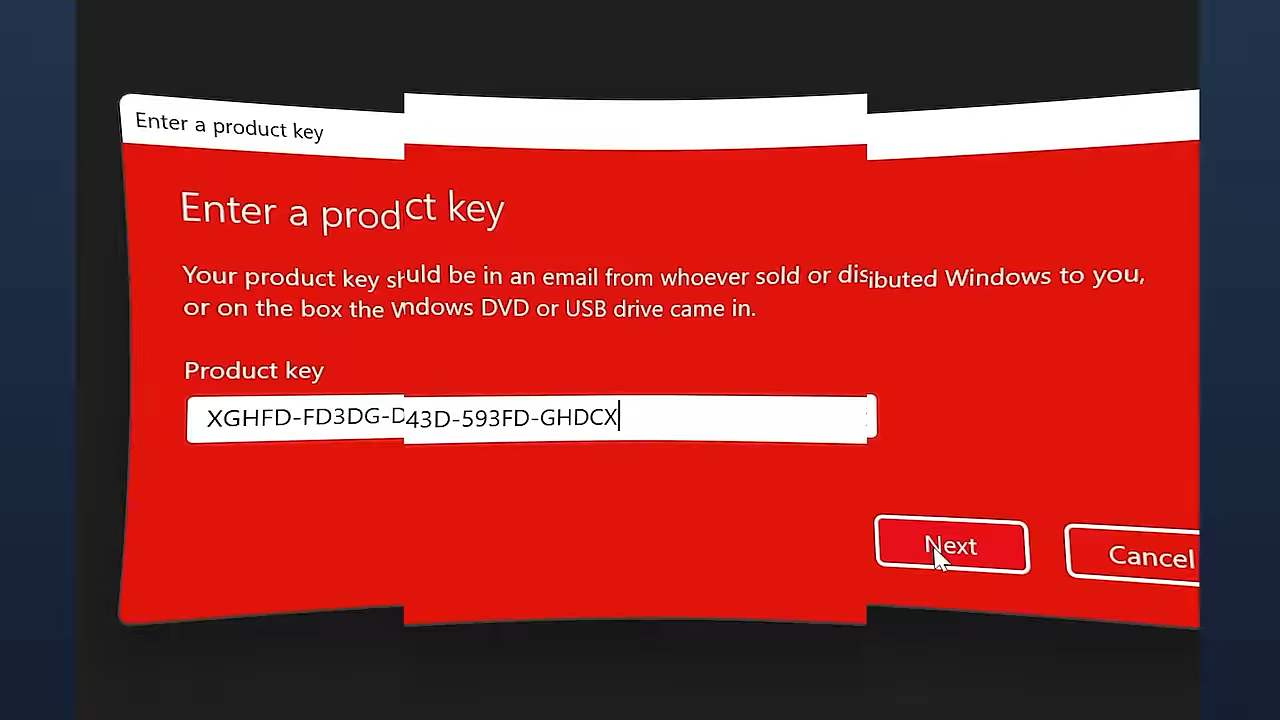 Enter a product key
Enter a prodct key
Your product key should be in an email from whoever sold or disibuted Windows to you,
or on the box the Wndows DVD or USB drive came in.
Product key
XGHFD-FD3DG-D43D-593FD-GHDCX
Next
Cancel